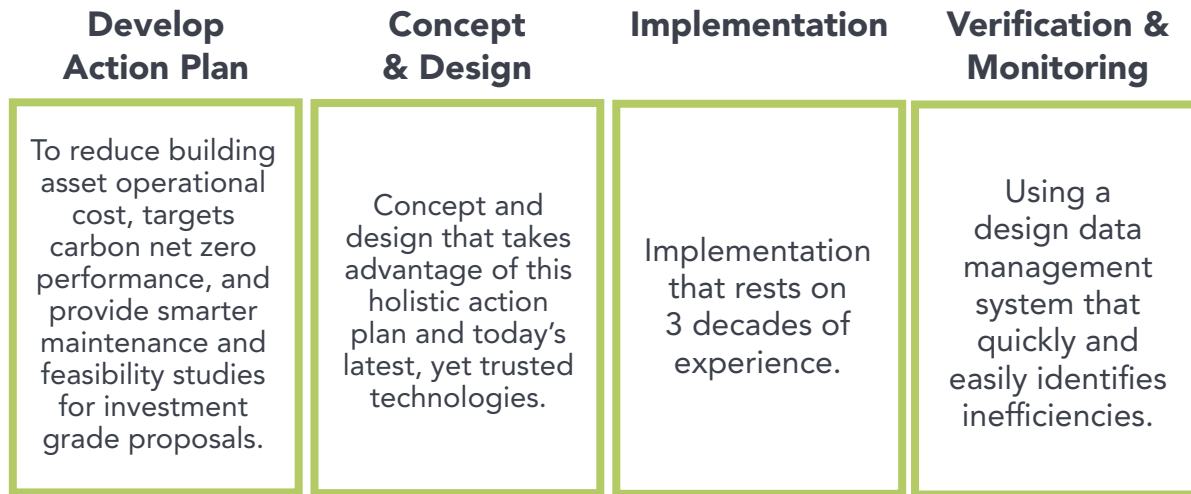 Develop
Action Plan
To reduce building
asset operational
cost, targets
carbon net zero
performance, and
provide smarter
maintenance and
feasibility studies
for investment
grade proposals.
Concept
& Design
Concept and
design that takes
advantage of this
holistic action
plan and today’s
latest, yet trusted
technologies.
Implementation
Implementation
that rests on
3 decades of
experience.
Verification &
Monitoring
Using a
design data
management
system that
quickly and
easily identifies
inefficiencies.